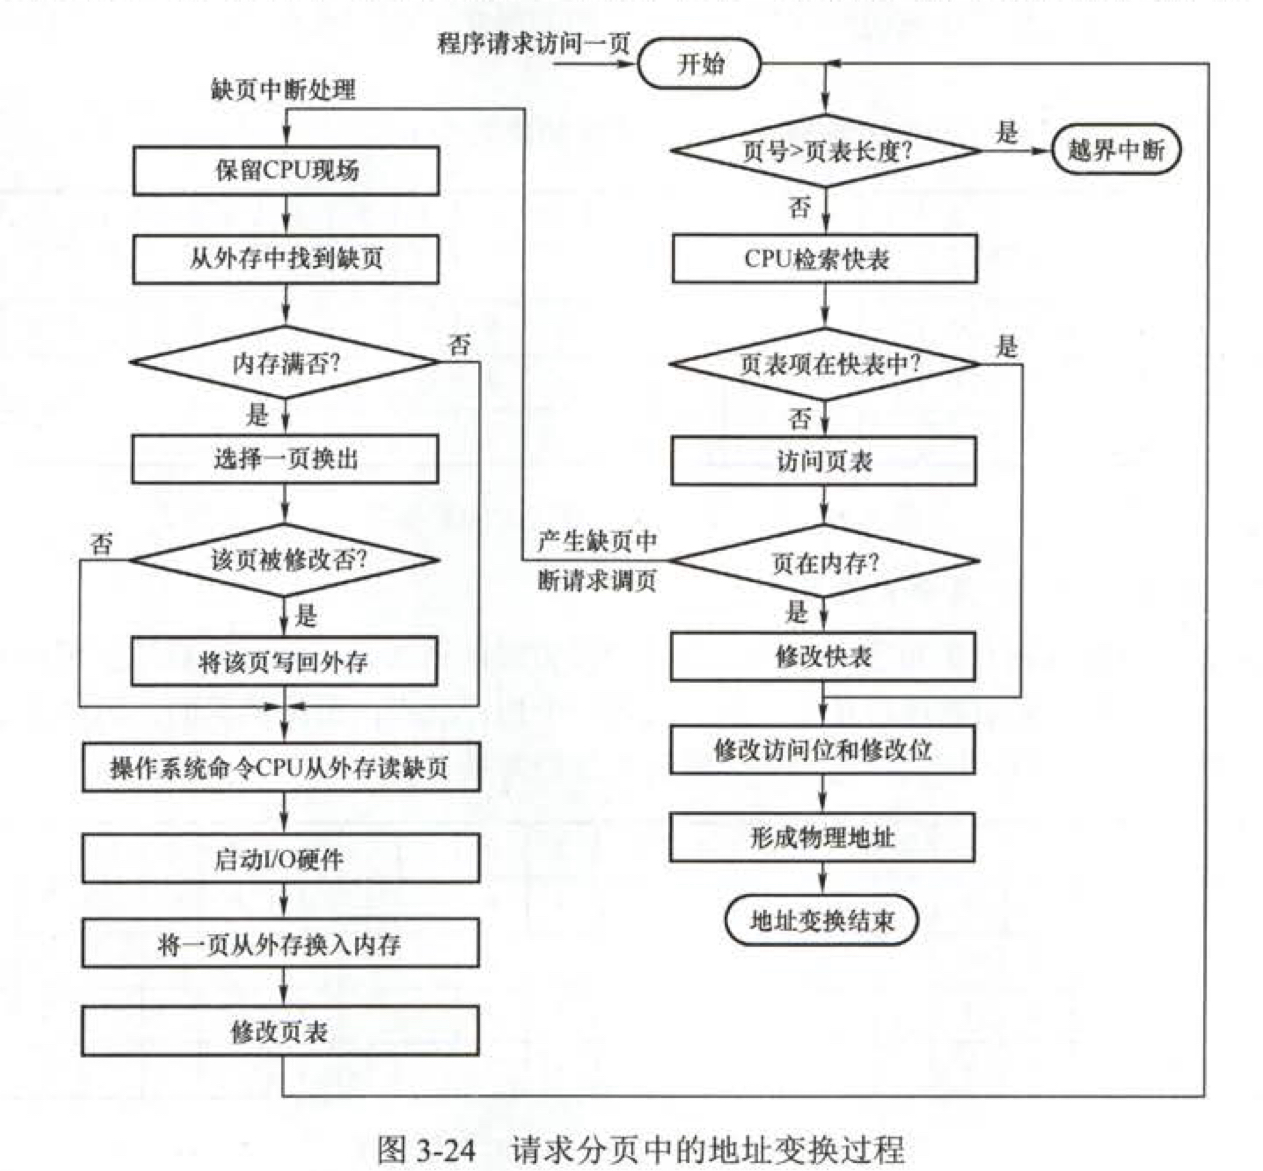 程序请求访问一页
开始
缺页中断处理
页号>页表长度?
是
越界中断
保留CPU现场
否
从外存中找到缺页
CPU检索快表
内存满否?
否
页表项在快表中?
是
是
否
选择一页换出
访问页表
否
该页被修改否?
产生缺页中
断请求调页
页在内存?
是
是
将该页写回外存
修改快表
操作系统命令CPU从外存读缺页
修改访问位和修改位
启动I/O硬件
形成物理地址
将一页从外存换入内存
地址变换结束
修改页表
图 3-24 请求分页中的地址变换过程